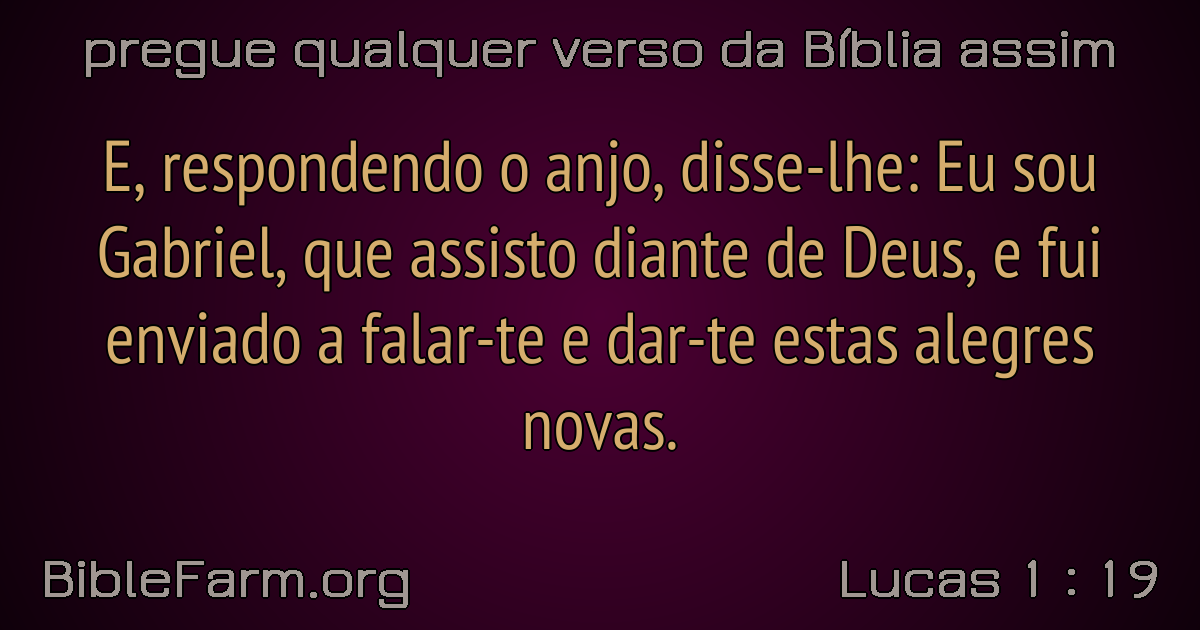 pregue qualquer verso da Bíblia assim
E, respondendo o anjo, disse-lhe: Eu sou
Gabriel, que assisto diante de Deus, e fui
enviado a falar-te e dar-te estas alegres
novas.
BibleFarm.org
Lucas 1 : 19